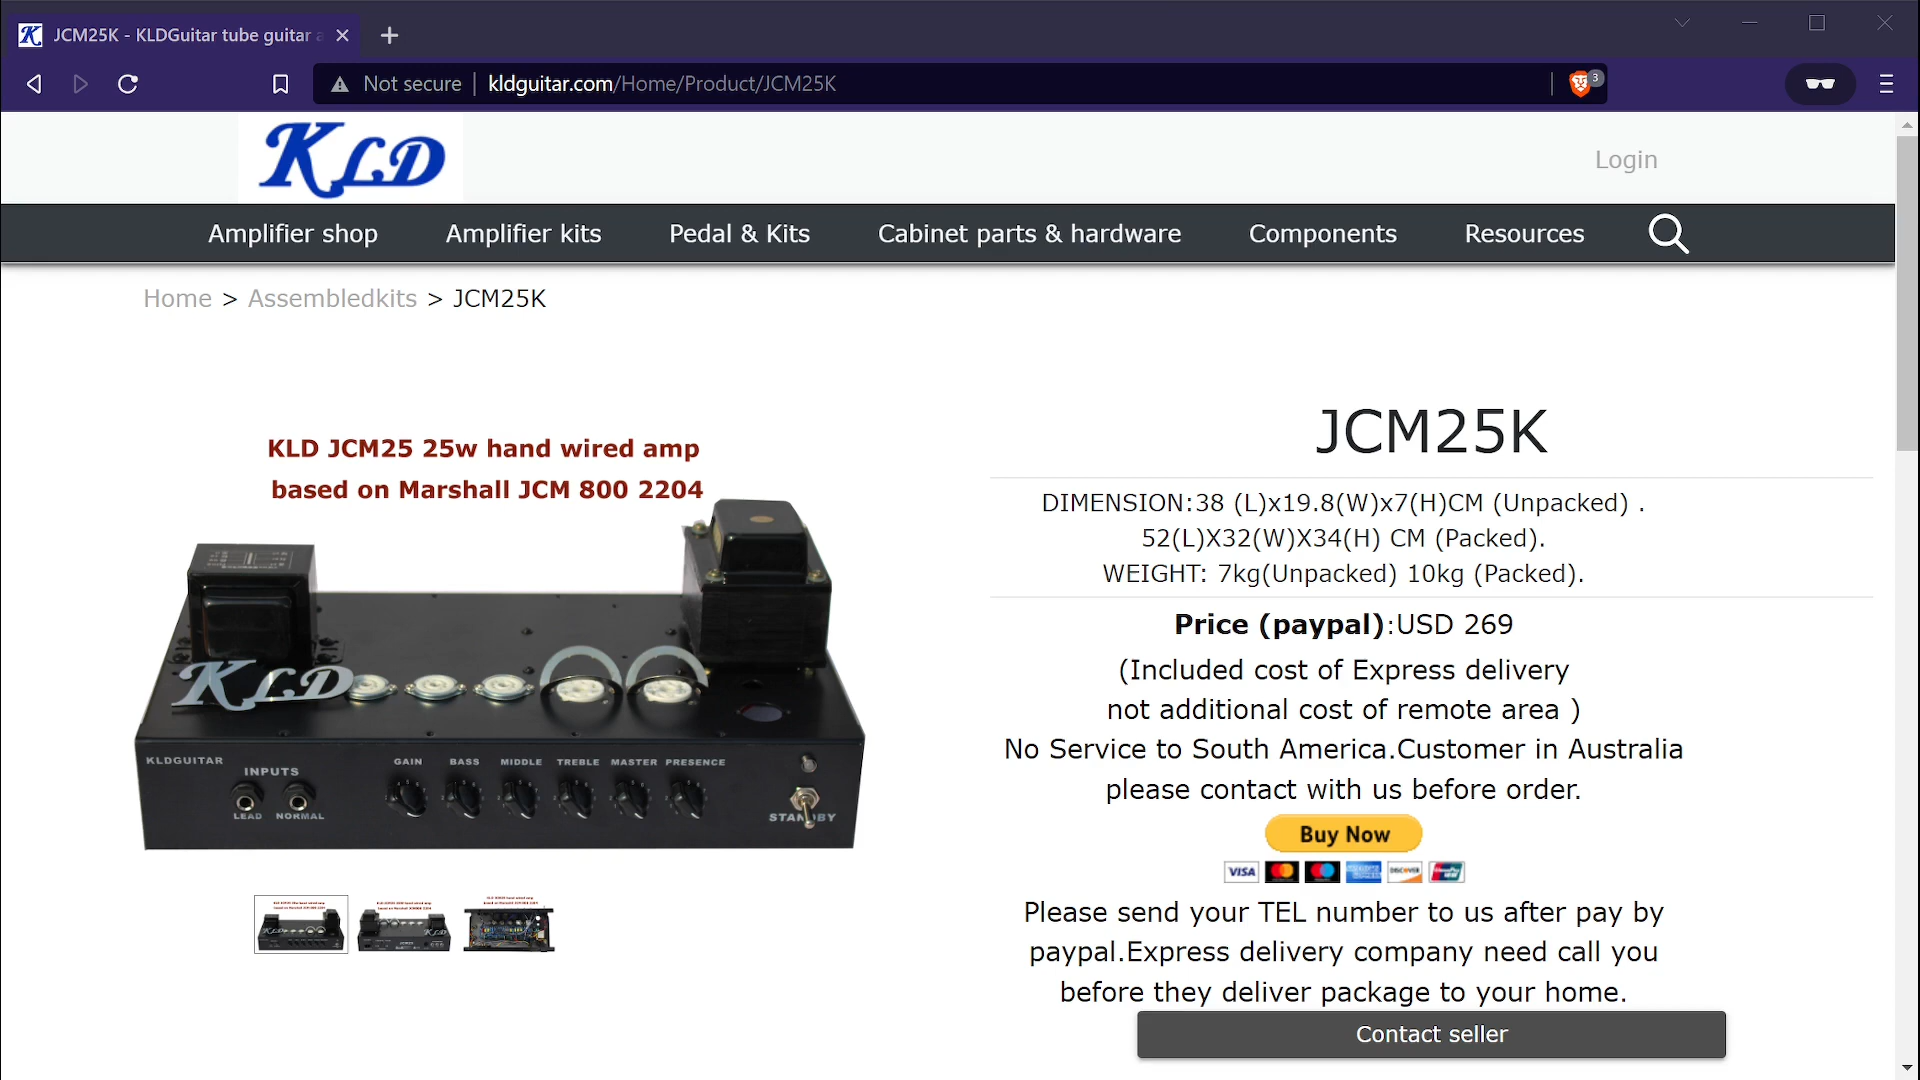 JCM25K - KLDGuitar tube guitar a
Not secure
kldguitar.com/Home/Product/JCM25K
3
KLD
Login
Amplifier shop
Amplifier kits
Pedal & Kits
Cabinet parts & hardware
Components
Resources
Home > Assembledkits > JCM25K
KLD JCM25 25w hand wired amp
based on Marshall JCM 800 2204
KLD
KLDGUITAR
INPUTS
LEAD NORMAL
GAIN BASS MIDDLE TREBLE MASTER PRESENCE
STANDBY
JCM25K
DIMENSION:38 (L)x19.8(W)x7(H)CM (Unpacked) .
52(L)X32(W)X34(H) CM (Packed).
WEIGHT: 7kg(Unpacked) 10kg (Packed).
Price (paypal):USD 269
(Included cost of Express delivery
not additional cost of remote area )
No Service to South America.Customer in Australia
please contact with us before order.
Buy Now
VISA
DISCOVER
Please send your TEL number to us after pay by
paypal.Express delivery company need call you
before they deliver package to your home.
Contact seller